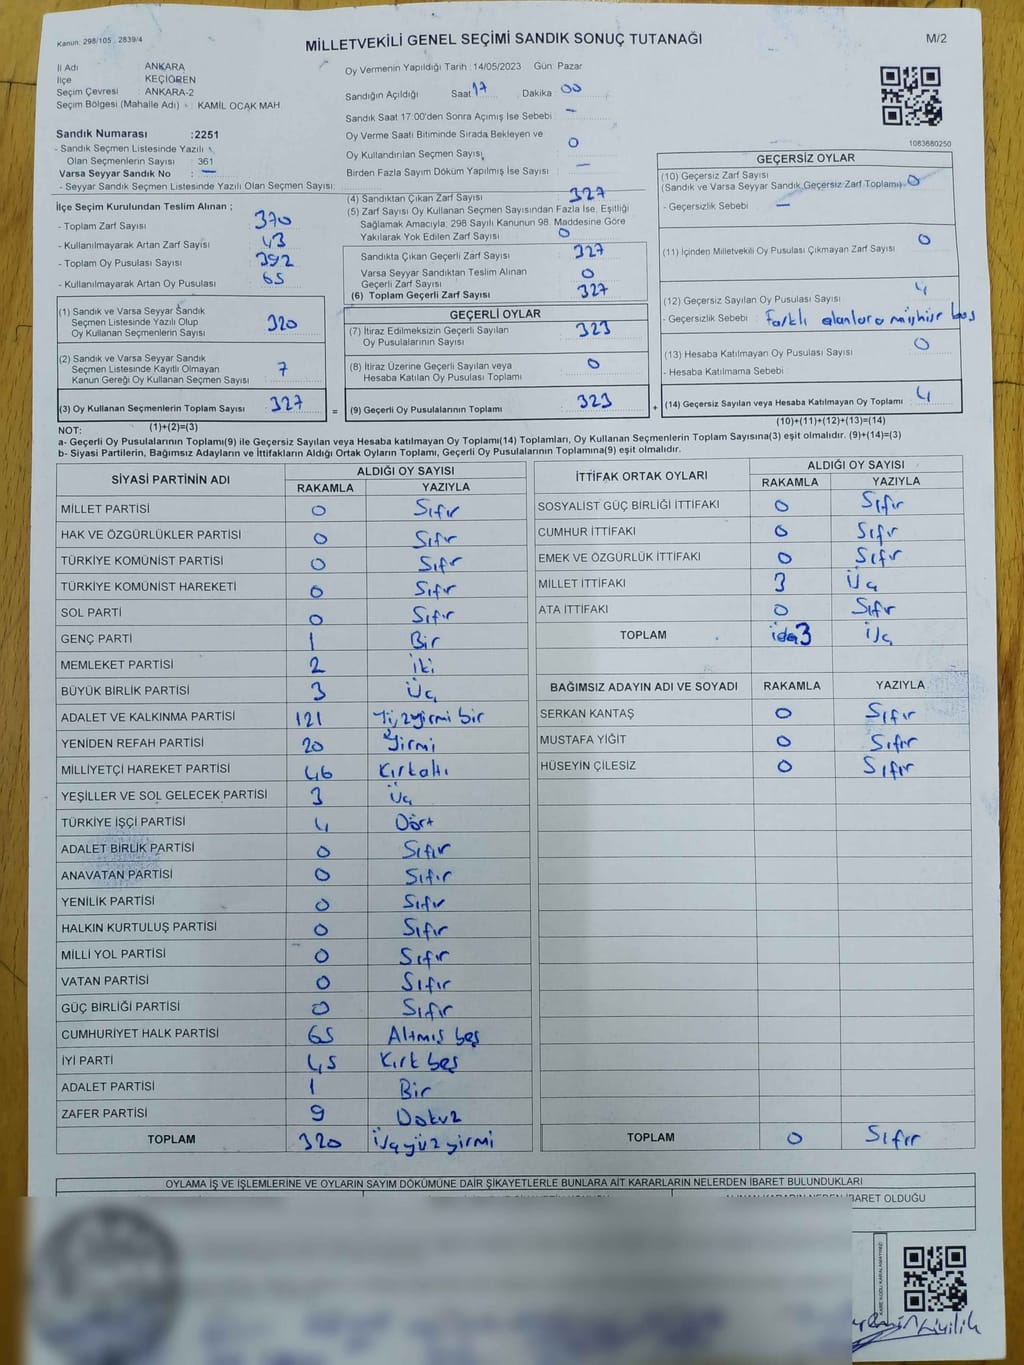 Kanun: 298/105 , 2839/4
MİLLETVEKİLİ GENEL SEÇİMİ SANDIK SONUÇ TUTANAĞI
M/2
İl Adı ANKARA
İlçe KEÇİÖREN
Seçim Çevresi : ANKARA-2
Seçim Bölgesi (Mahalle Adı) : KAMİL OCAK MAH
Sandık Numarası :2251
- Sandık Seçmen Listesinde Yazılı
Olan Seçmenlerin Sayısı : 361
Varsa Seyyar Sandık No : —
- Seyyar Sandık Seçmen Listesinde Yazılı Olan Seçmen Sayısı:
Oy Vermenin Yapıldığı Tarih :14/05/2023 Gün: Pazar
Sandığın Açıldığı Saat 17 Dakika 00
Sandık Saat 17:00'den Sonra Açımış İse Sebebi : —
Oy Verme Saati Bitiminde Sırada Bekleyen ve
Oy Kullandırılan Seçmen Sayısı 0
Birden Fazla Sayım Döküm Yapılmış İse Sayısı : —
1083680250
İlçe Seçim Kurulundan Teslim Alınan ;
- Toplam Zarf Sayısı 370
- Kullanılmayarak Artan Zarf Sayısı 43
- Toplam Oy Pusulası Sayısı 392
- Kullanılmayarak Artan Oy Pusulası 65
(1) Sandık ve Varsa Seyyar Sandık
Seçmen Listesinde Yazılı Olup
Oy Kullanan Seçmenlerin Sayısı 320
(2) Sandık ve Varsa Seyyar Sandık
Seçmen Listesinde Kayıtlı Olmayan
Kanun Gereği Oy Kullanan Seçmen Sayısı 7
(3) Oy Kullanan Seçmenlerin Toplam Sayısı 327
(4) Sandıktan Çıkan Zarf Sayısı 327
(5) Zarf Sayısı Oy Kullanan Seçmen Sayısından Fazla İse, Eşitliği
Sağlamak Amacıyla, 298 Sayılı Kanunun 98. Maddesine Göre
Yakılarak Yok Edilen Zarf Sayısı 0
Sandıkta Çıkan Geçerli Zarf Sayısı 327
Varsa Seyyar Sandıktan Teslim Alınan
Geçerli Zarf Sayısı 0
(6) Toplam Geçerli Zarf Sayısı 327
GEÇERLİ OYLAR
(7) İtiraz Edilmeksizin Geçerli Sayılan
Oy Pusulalarının Sayısı 323
(8) İtiraz Üzerine Geçerli Sayılan veya
Hesaba Katılan Oy Pusulası Toplamı 0
= (9) Geçerli Oy Pusulalarının Toplamı 323
GEÇERSİZ OYLAR
(10) Geçersiz Zarf Sayısı
(Sandık ve Varsa Seyyar Sandık Geçersiz Zarf Toplamı) 0
- Geçersizlik Sebebi : —
(11) İçinden Milletvekili Oy Pusulası Çıkmayan Zarf Sayısı 0
(12) Geçersiz Sayılan Oy Pusulası Sayısı 4
- Geçersizlik Sebebi : Farklı alanlara
(13) Hesaba Katılmayan Oy Pusulası Sayısı 0
- Hesaba Katılmama Sebebi
+ (14) Geçersiz Sayılan veya Hesaba Katılmayan Oy Toplamı 4
NOT: (1)+(2)=(3)
(10)+(11)+(12)+(13)=(14)
a- Geçerli Oy Pusulalarının Toplamı(9) ile Geçersiz Sayılan veya Hesaba katılmayan Oy Toplamı(14) Toplamları, Oy Kullanan Seçmenlerin Toplam Sayısına(3) eşit olmalıdır. (9)+(14)=(3)
b- Siyasi Partilerin, Bağımsız Adayların ve İttifakların Aldığı Ortak Oyların Toplamı, Geçerli Oy Pusulalarının Toplamına(9) eşit olmalıdır.
SİYASİ PARTİNİN ADI ALDIĞI OY SAYISI
RAKAMLA YAZIYLA
MİLLET PARTİSİ 0 Sıfır
HAK VE ÖZGÜRLÜKLER PARTİSİ 0 Sıfır
TÜRKİYE KOMÜNİST PARTİSİ 0 Sıfır
TÜRKİYE KOMÜNİST HAREKETİ 0 Sıfır
SOL PARTİ 0 Sıfır
GENÇ PARTİ 1 Bir
MEMLEKET PARTİSİ 2 İki
BÜYÜK BİRLİK PARTİSİ 3 Üç
ADALET VE KALKINMA PARTİSİ 121 Yüzyirmi bir
YENİDEN REFAH PARTİSİ 20 Yirmi
MİLLİYETÇİ HAREKET PARTİSİ 46 Kırkaltı
YEŞİLLER VE SOL GELECEK PARTİSİ 3 Üç
TÜRKİYE İŞÇİ PARTİSİ 4 Dört
ADALET BİRLİK PARTİSİ 0 Sıfır
ANAVATAN PARTİSİ 0 Sıfır
YENİLİK PARTİSİ 0 Sıfır
HALKIN KURTULUŞ PARTİSİ 0 Sıfır
MİLLİ YOL PARTİSİ 0 Sıfır
VATAN PARTİSİ 0 Sıfır
GÜÇ BİRLİĞİ PARTİSİ 0 Sıfır
CUMHURİYET HALK PARTİSİ 65 Altmış beş
İYİ PARTİ 45 Kırk beş
ADALET PARTİSİ 1 Bir
ZAFER PARTİSİ 9 Dokuz
TOPLAM 320 Üçyüzyirmi
İTTİFAK ORTAK OYLARI ALDIĞI OY SAYISI
RAKAMLA YAZIYLA
SOSYALİST GÜÇ BİRLİĞİ İTTİFAKI 0 Sıfır
CUMHUR İTTİFAKI 0 Sıfır
EMEK VE ÖZGÜRLÜK İTTİFAKI 0 Sıfır
MİLLET İTTİFAKI 3 Üç
ATA İTTİFAKI 0 Sıfır
TOPLAM 3 Üç
BAĞIMSIZ ADAYIN ADI VE SOYADI RAKAMLA YAZIYLA
SERKAN KANTAŞ 0 Sıfır
MUSTAFA YİĞİT 0 Sıfır
HÜSEYİN ÇİLESİZ 0 Sıfır
TOPLAM 0 Sıfır
OYLAMA İŞ VE İŞLEMLERİNE VE OYLARIN SAYIM DÖKÜMÜNE DAİR ŞİKAYETLERLE BUNLARA AİT KARARLARIN NELERDEN İBARET BULUNDUKLARI
İBARET OLDUĞU